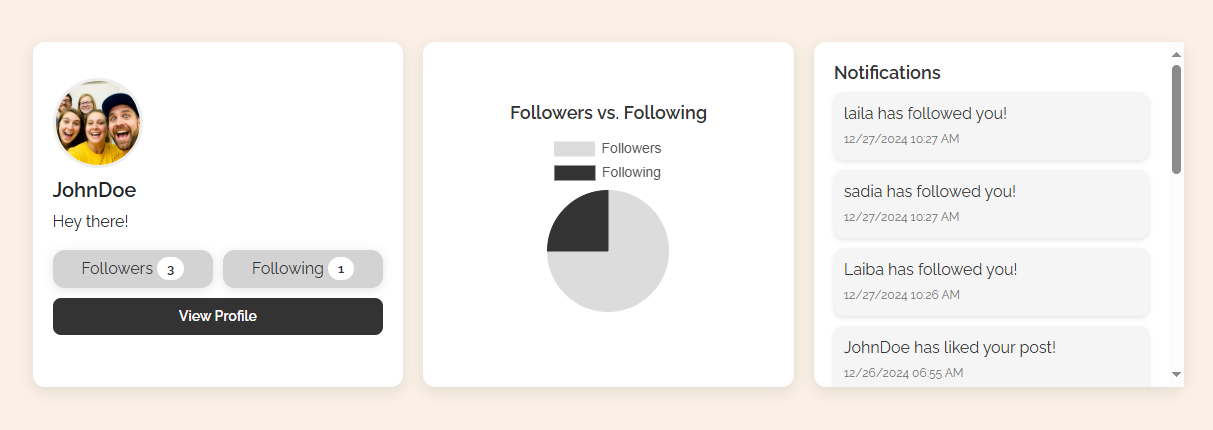 JohnDoe
Hey there!
Followers 3
Following 1
View Profile
Followers vs. Following
Followers
Following
Notifications
laila has followed you!
12/27/2024 10:27 AM
sadia has followed you!
12/27/2024 10:27 AM
Laiba has followed you!
12/27/2024 10:26 AM
JohnDoe has liked your post!
12/26/2024 06:55 AM